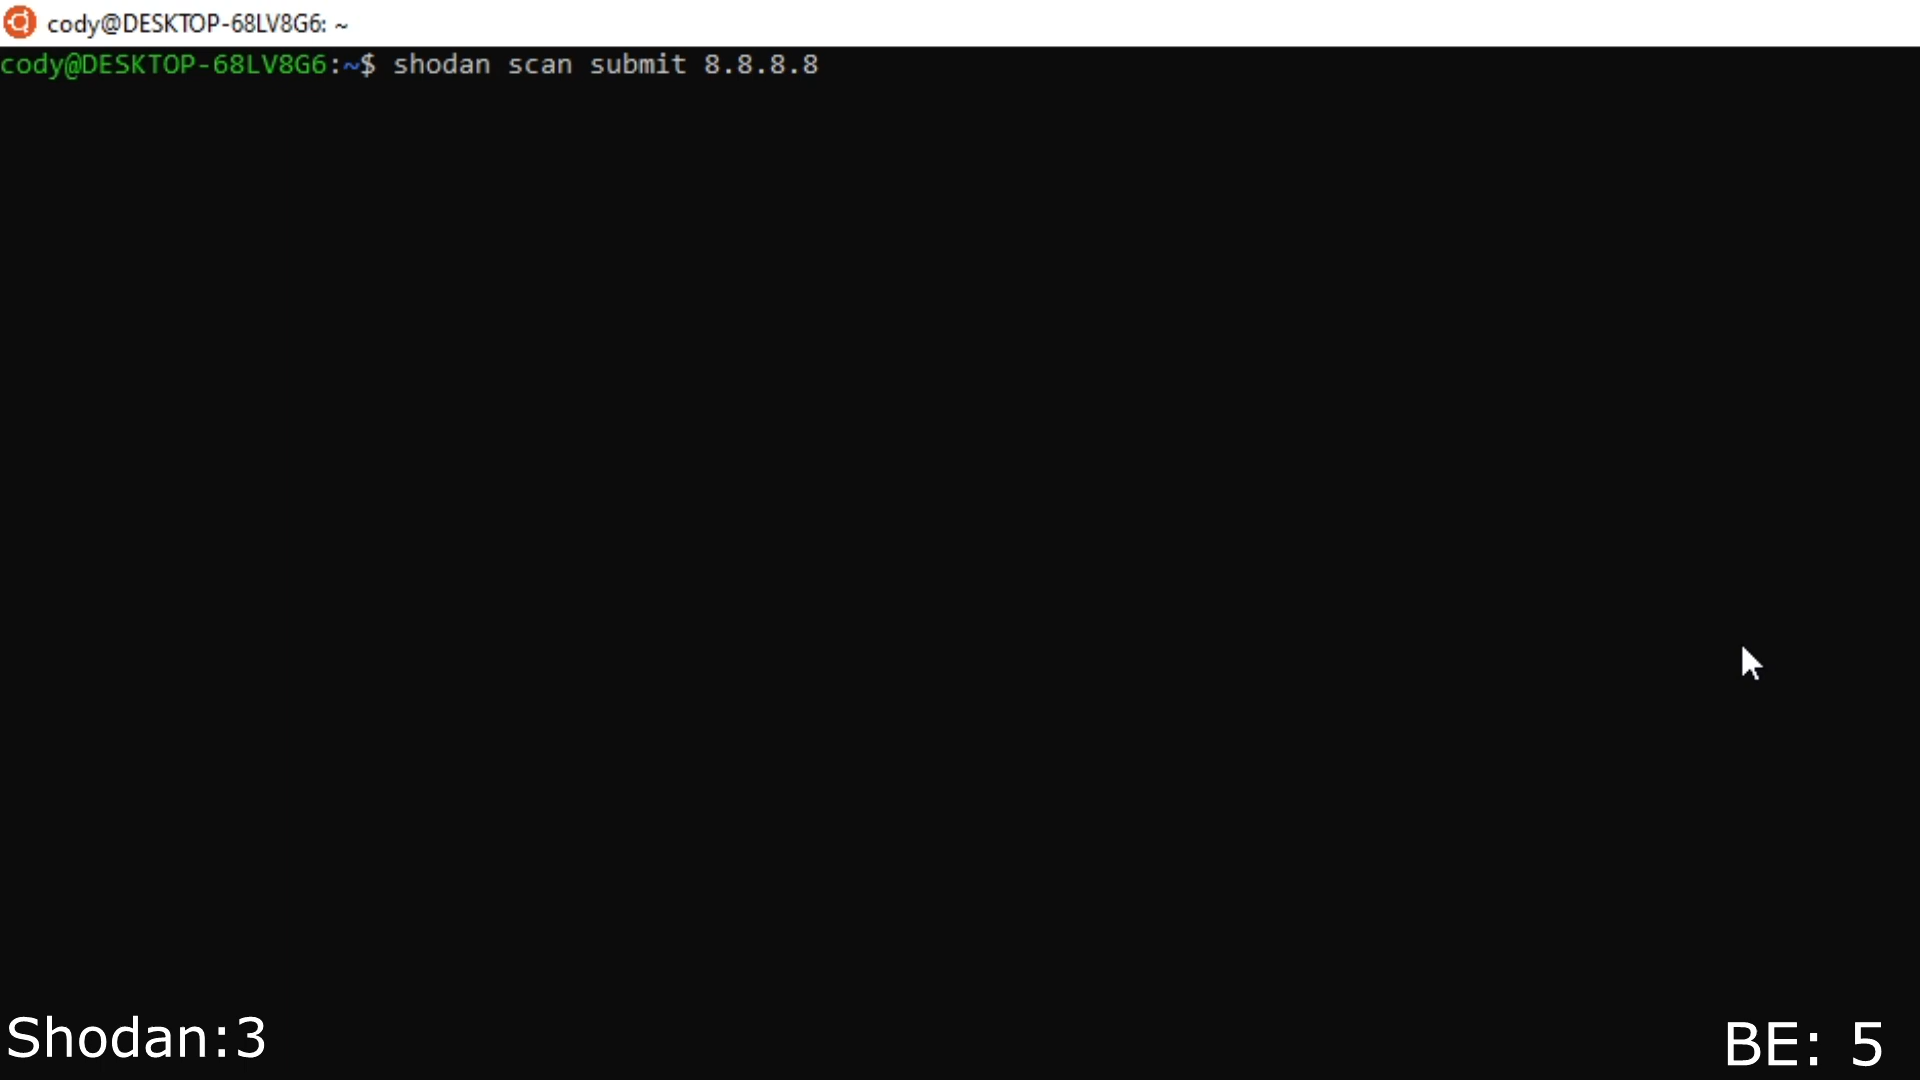 cody@DESKTOP-68LV8G6: ~
cody@DESKTOP-68LV8G6:~$ shodan scan submit 8.8.8.8
Shodan:3
BE: 5